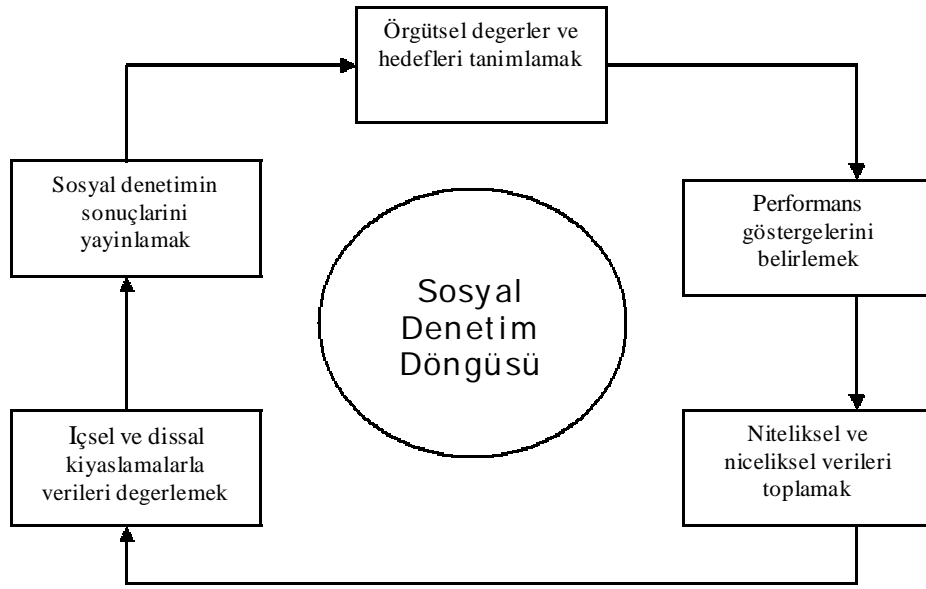 Örgütsel degerler ve
hedefleri tanimlamak
Performans
göstergelerini
belirlemek
Niteliksel ve
niceliksel verileri
toplamak
Içsel ve dissal
kiyaslamalarla
verileri degerlemek
Sosyal denetimin
sonuçlarini
yayinlamak
Sosyal
Denetim
Döngüsü